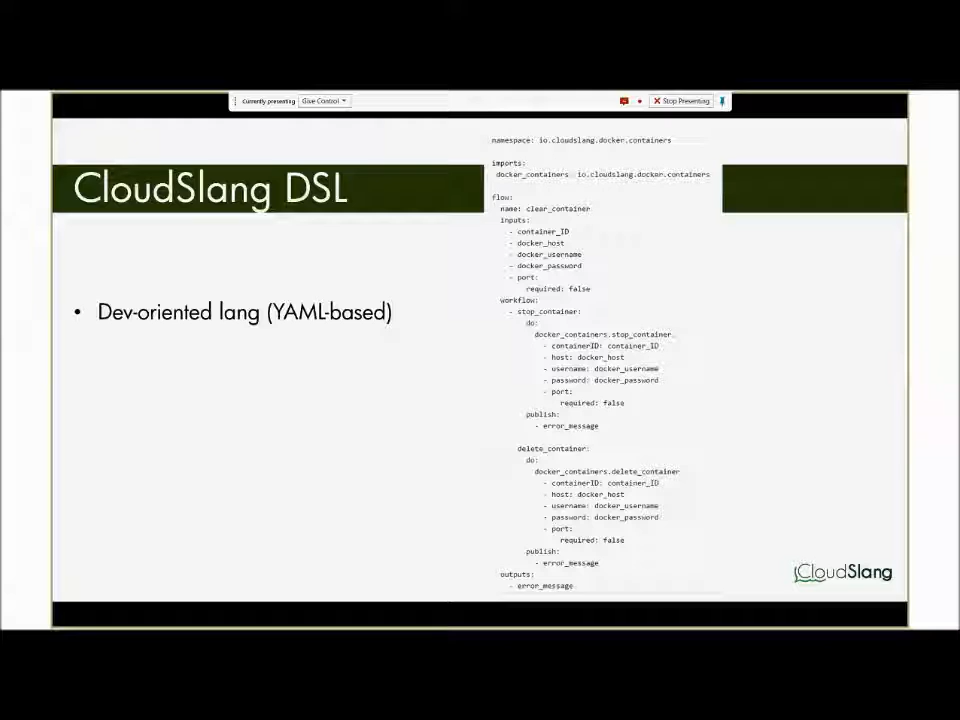 Currently presenting Give Control Stop Presenting
CloudSlang DSL
• Dev-oriented lang (YAML-based)
namespace: io.cloudslang.docker.containers
imports:
docker_containers io.cloudslang.docker.containers
flow:
name: clear_container
inputs:
- container_ID
- docker_host
- docker_username
- docker_password
- port:
required: false
workflow:
- stop_container:
do:
docker_containers.stop_container
- containerID: container_ID
- host: docker_host
- username: docker_username
- password: docker_password
- port:
required: false
publish:
- error_message
delete_container:
do:
docker_containers.delete_container
- containerID: container_ID
- host: docker_host
- username: docker_username
- password: docker_password
- port:
required: false
publish:
- error_message
outputs:
- error_message
CloudSlang